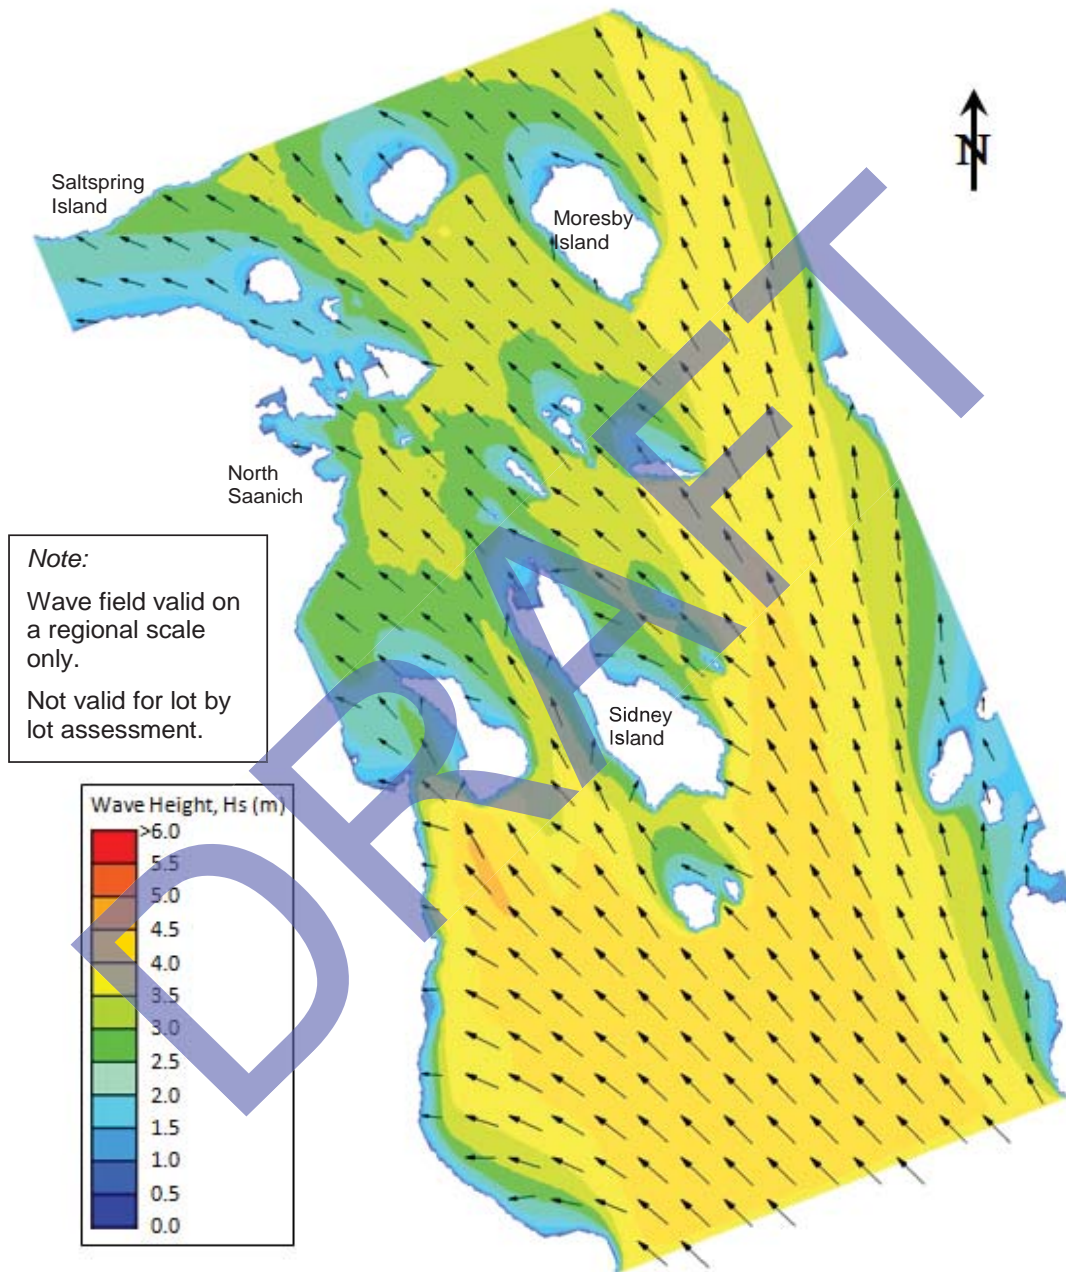 N
Saltspring
Island
Moresby
Island
North
Saanich
Note:
Wave field valid on
a regional scale
only.
Not valid for lot by
lot assessment.
Sidney
Island
Wave Height, Hs (m)
>6.0
5.5
5.0
4.5
4.0
3.5
3.0
2.5
2.0
1.5
1.0
0.5
0.0
DRAFT